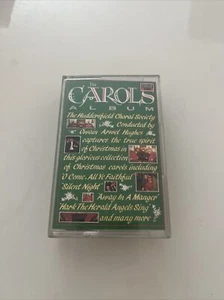 The
CAROLS
ALBUM
The Huddersfield Choral Society
Conducted by
Owain Arwel Hughes
captures the true spirit
of Christmas in
this glorious collection
of Christmas carols including
'O Come, All Ye Faithful'
'Silent Night'
'Away In A Manger'
'Hark The Herald Angels Sing'
and many more